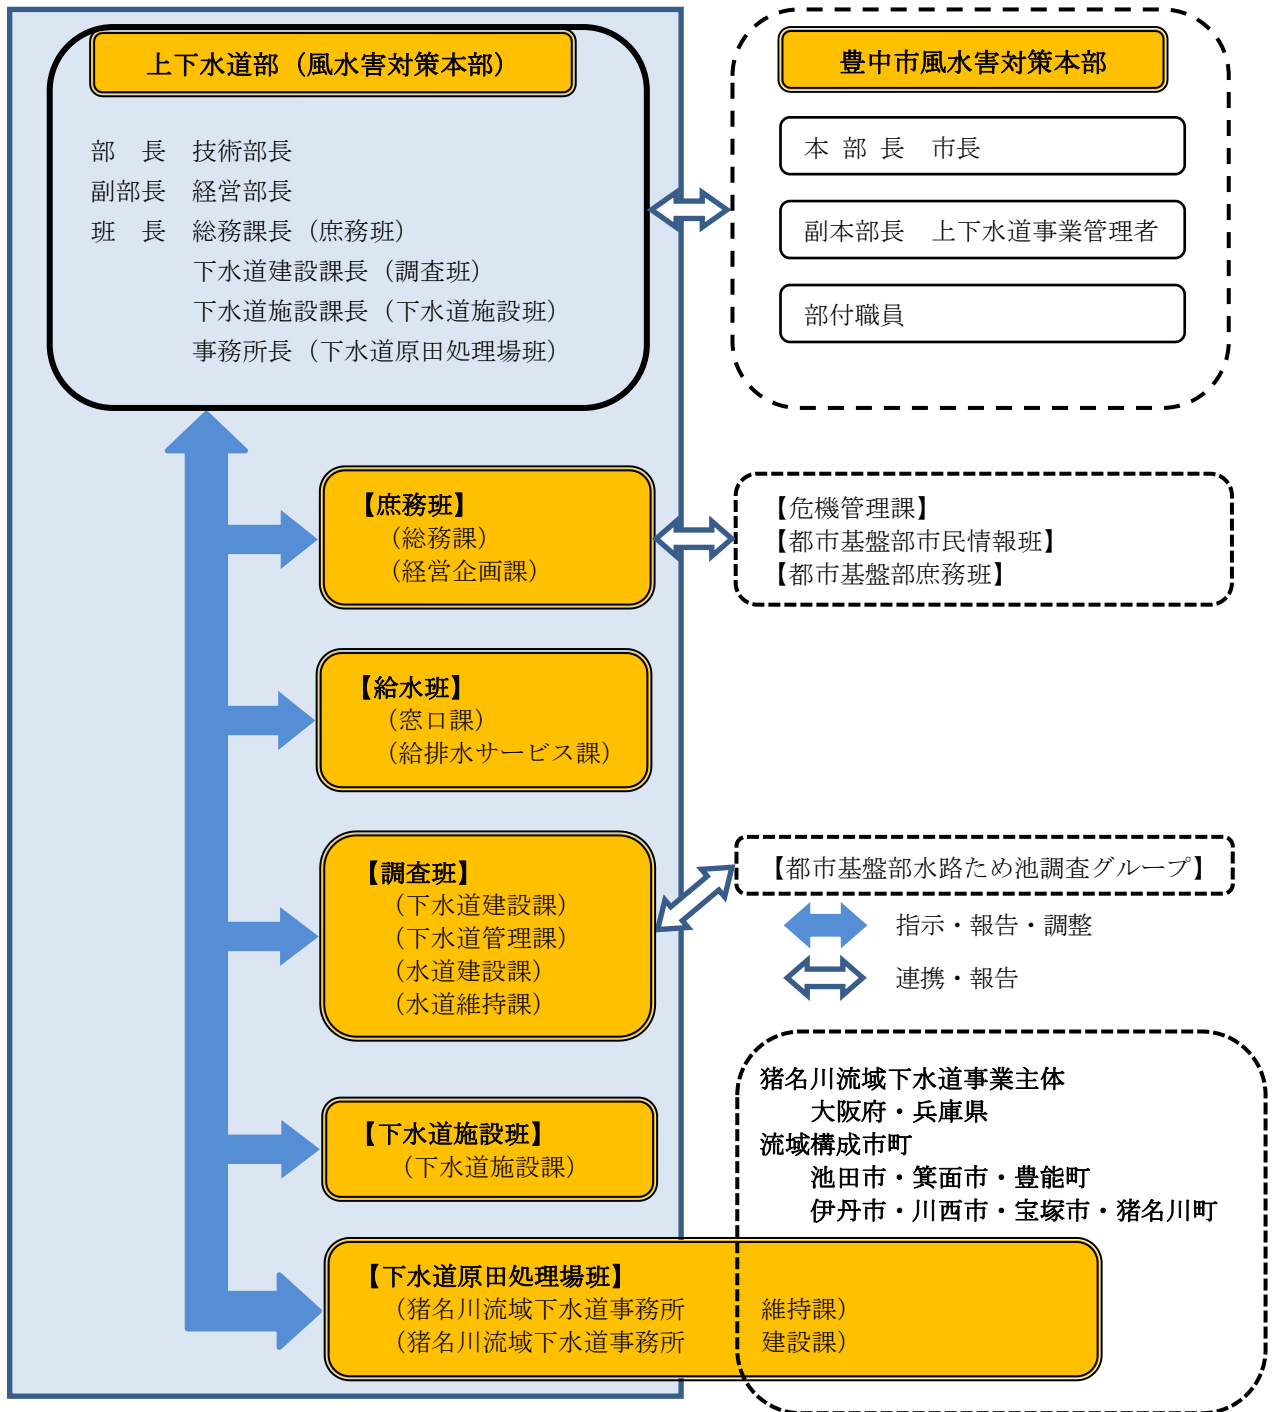 上下水道部（風水害対策本部）
部　長　技術部長
副部長　経営部長
班　長　総務課長（庶務班）
下水道建設課長（調査班）
下水道施設課長（下水道施設班）
事務所長（下水道原田処理場班）
豊中市風水害対策本部
本 部 長　市長
副本部長　上下水道事業管理者
部付職員
【庶務班】
（総務課）
（経営企画課）
【危機管理課】
【都市基盤部市民情報班】
【都市基盤部庶務班】
【給水班】
（窓口課）
（給排水サービス課）
【調査班】
（下水道建設課）
（下水道管理課）
（水道建設課）
（水道維持課）
【都市基盤部水路ため池調査グループ】
指示・報告・調整
連携・報告
猪名川流域下水道事業主体
大阪府・兵庫県
流域構成市町
池田市・箕面市・豊能町
伊丹市・川西市・宝塚市・猪名川町
【下水道施設班】
（下水道施設課）
【下水道原田処理場班】
（猪名川流域下水道事務所　　　維持課）
（猪名川流域下水道事務所　　　建設課）